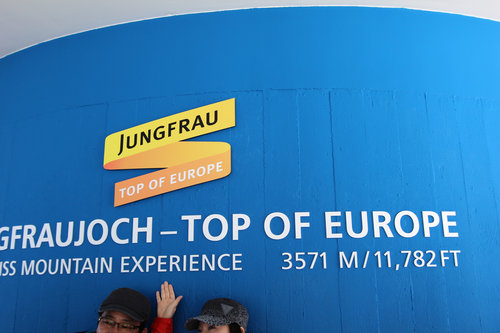 JUNGFRAU
TOP OF EUROPE
GFRAUJOCH – TOP OF EUROPE
ISS MOUNTAIN EXPERIENCE 3571 M/11,782 FT